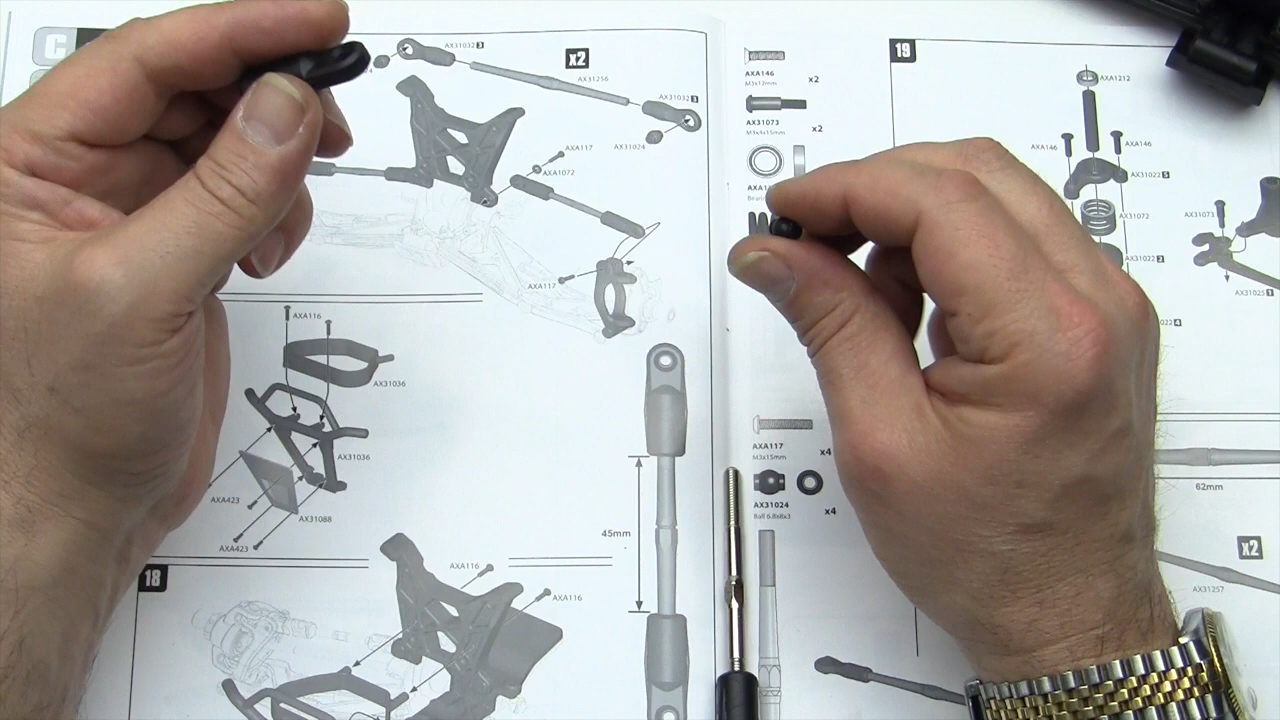 C
AX31032 3
x2
AX31256
AX31032 3
AX31024
AXA117
AXA1072
AXA117
AXA116
AX31036
AX31036
AXA423
AX31088
AXA423
45mm
18
AXA116
AXA116
AXA146
M3x12mm
x2
AX31073
x2
AXA117
M3x15mm
x4
AX31024
Ball 6.8x8x3
x4
19
AXA1212
AXA146
AXA146
AX31022 5
AX31072
AX31073
AX31022 2
AX31025 1
62mm
x2
AX31257